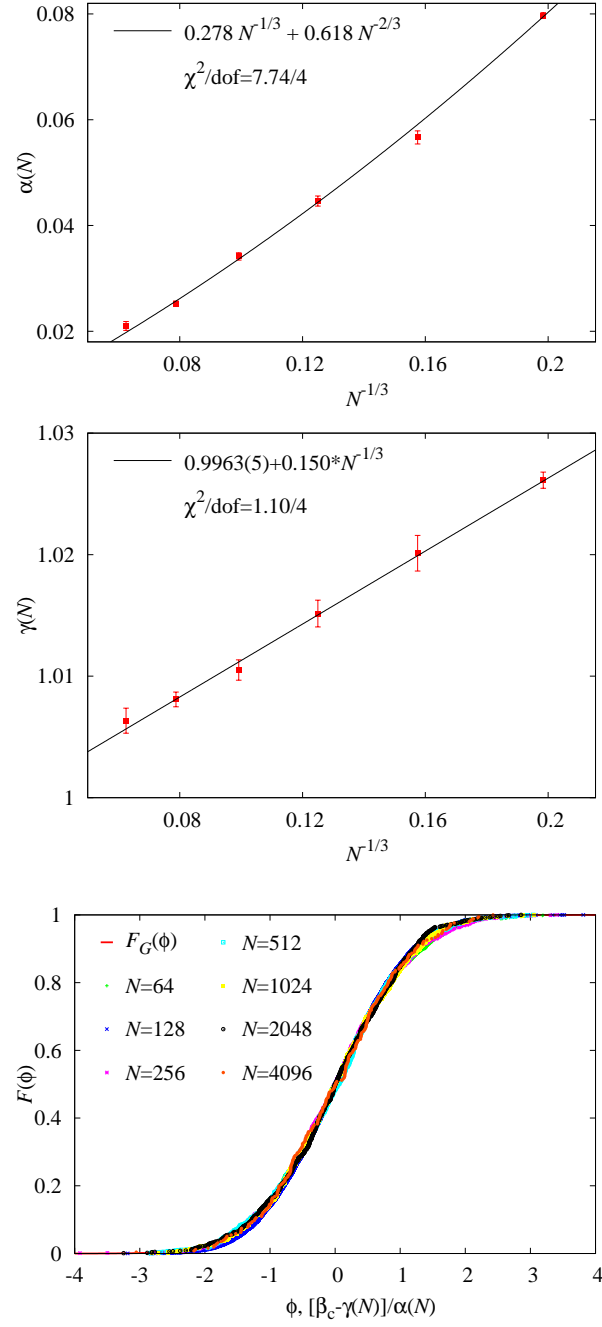 0.278 N^{-1/3} + 0.618 N^{-2/3}
χ²/dof=7.74/4
0.08
0.06
0.04
0.02
α(N)
0.08 0.12 0.16 0.2
N^{-1/3}
1.03
0.9963(5)+0.150*N^{-1/3}
χ²/dof=1.10/4
1.02
1.01
1
γ(N)
0.08 0.12 0.16 0.2
N^{-1/3}
1
0.8
0.6
0.4
0.2
0
F(φ)
F_G(φ) N=512
N=64 N=1024
N=128 N=2048
N=256 N=4096
-4 -3 -2 -1 0 1 2 3 4
φ, [β_c-γ(N)]/α(N)